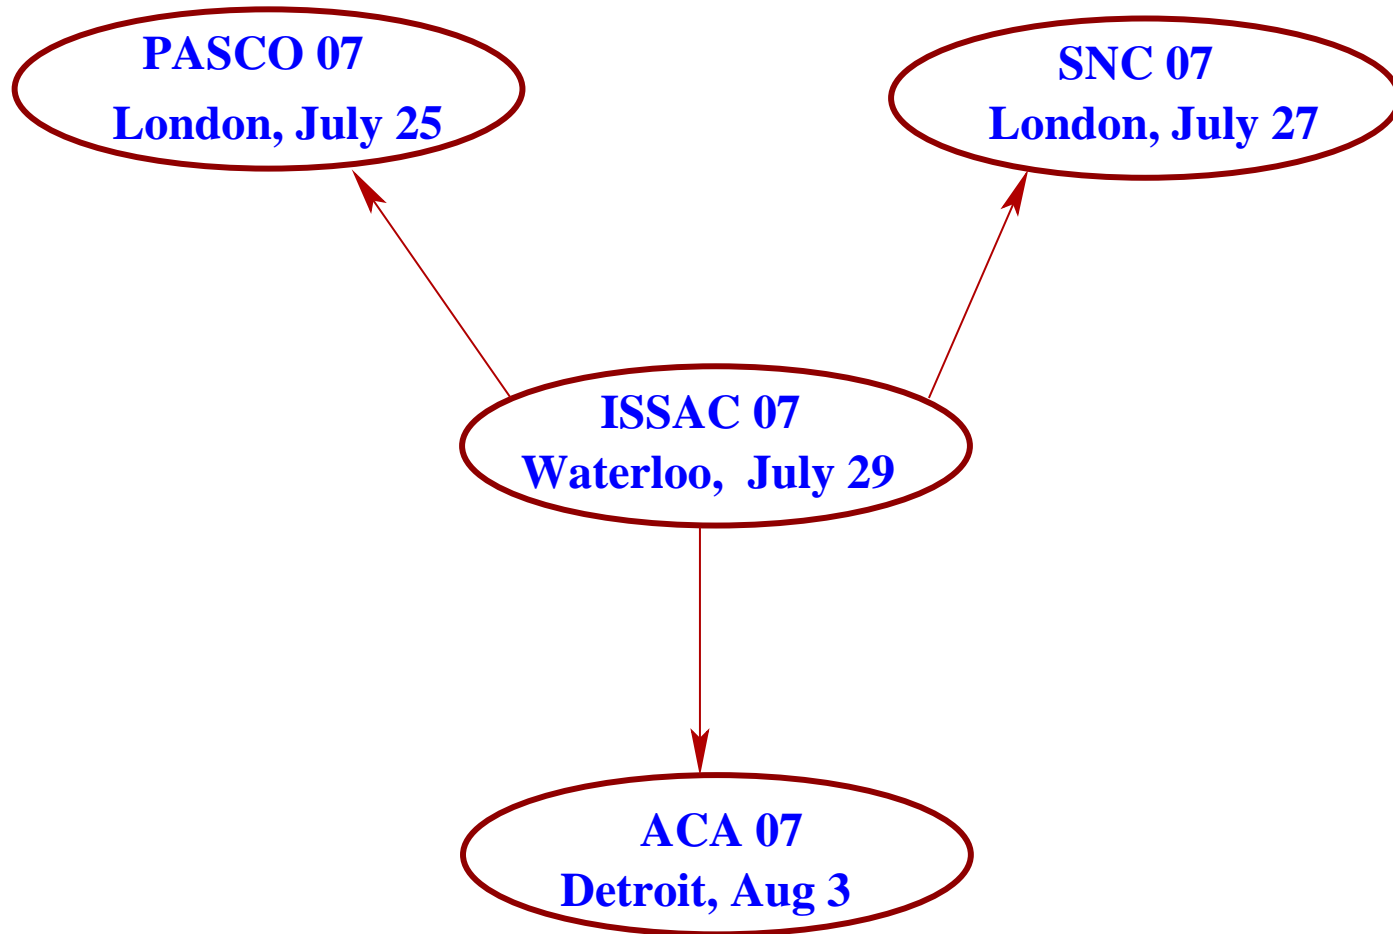 PASCO 07
London, July 25
SNC 07
London, July 27
ISSAC 07
Waterloo, July 29
ACA 07
Detroit, Aug 3